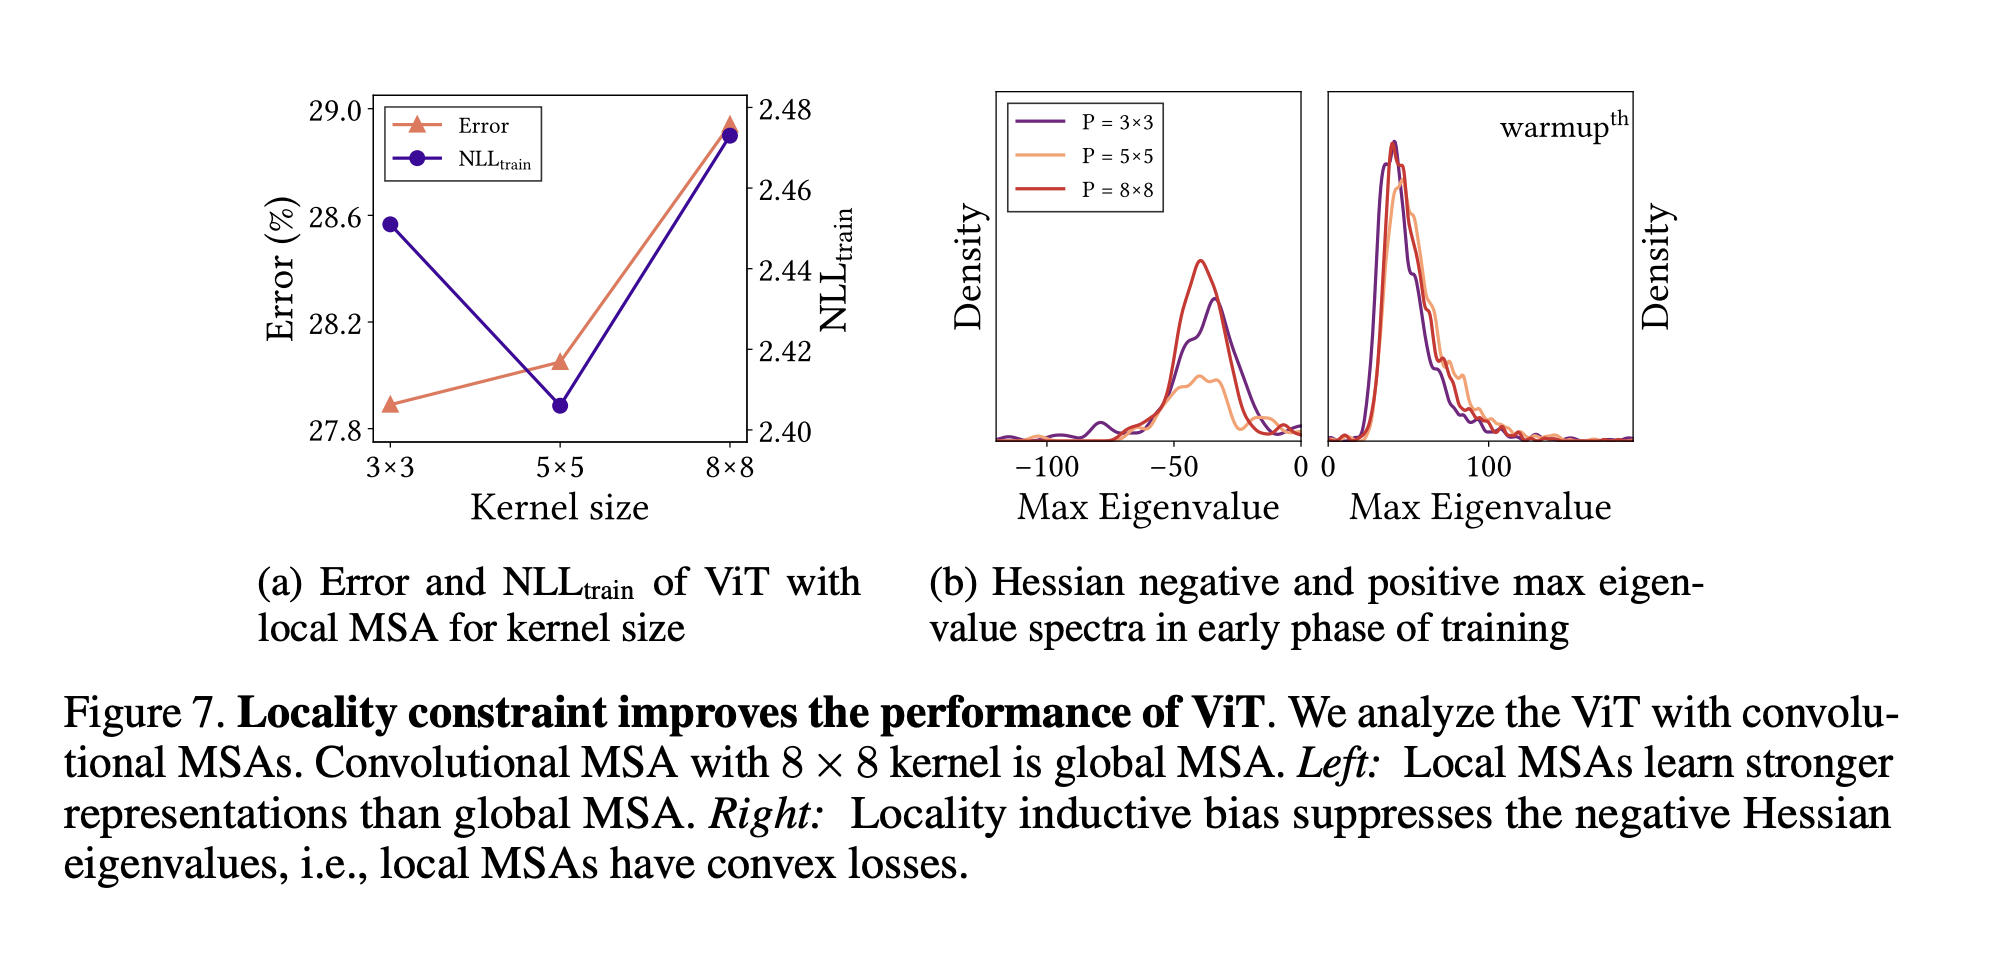 29.0
28.6
28.2
27.8
Error (%)
Error
NLLtrain
2.48
2.46
2.44
2.42
2.40
NLLtrain
3×3 5×5 8×8
Kernel size
(a) Error and NLLtrain of ViT with
local MSA for kernel size
Density
P = 3×3
P = 5×5
P = 8×8
−100 −50 0
Max Eigenvalue
warmupth
0 100
Max Eigenvalue
Density
(b) Hessian negative and positive max eigen-
value spectra in early phase of training
Figure 7. Locality constraint improves the performance of ViT. We analyze the ViT with convolu-
tional MSAs. Convolutional MSA with 8 × 8 kernel is global MSA. Left: Local MSAs learn stronger
representations than global MSA. Right: Locality inductive bias suppresses the negative Hessian
eigenvalues, i.e., local MSAs have convex losses.